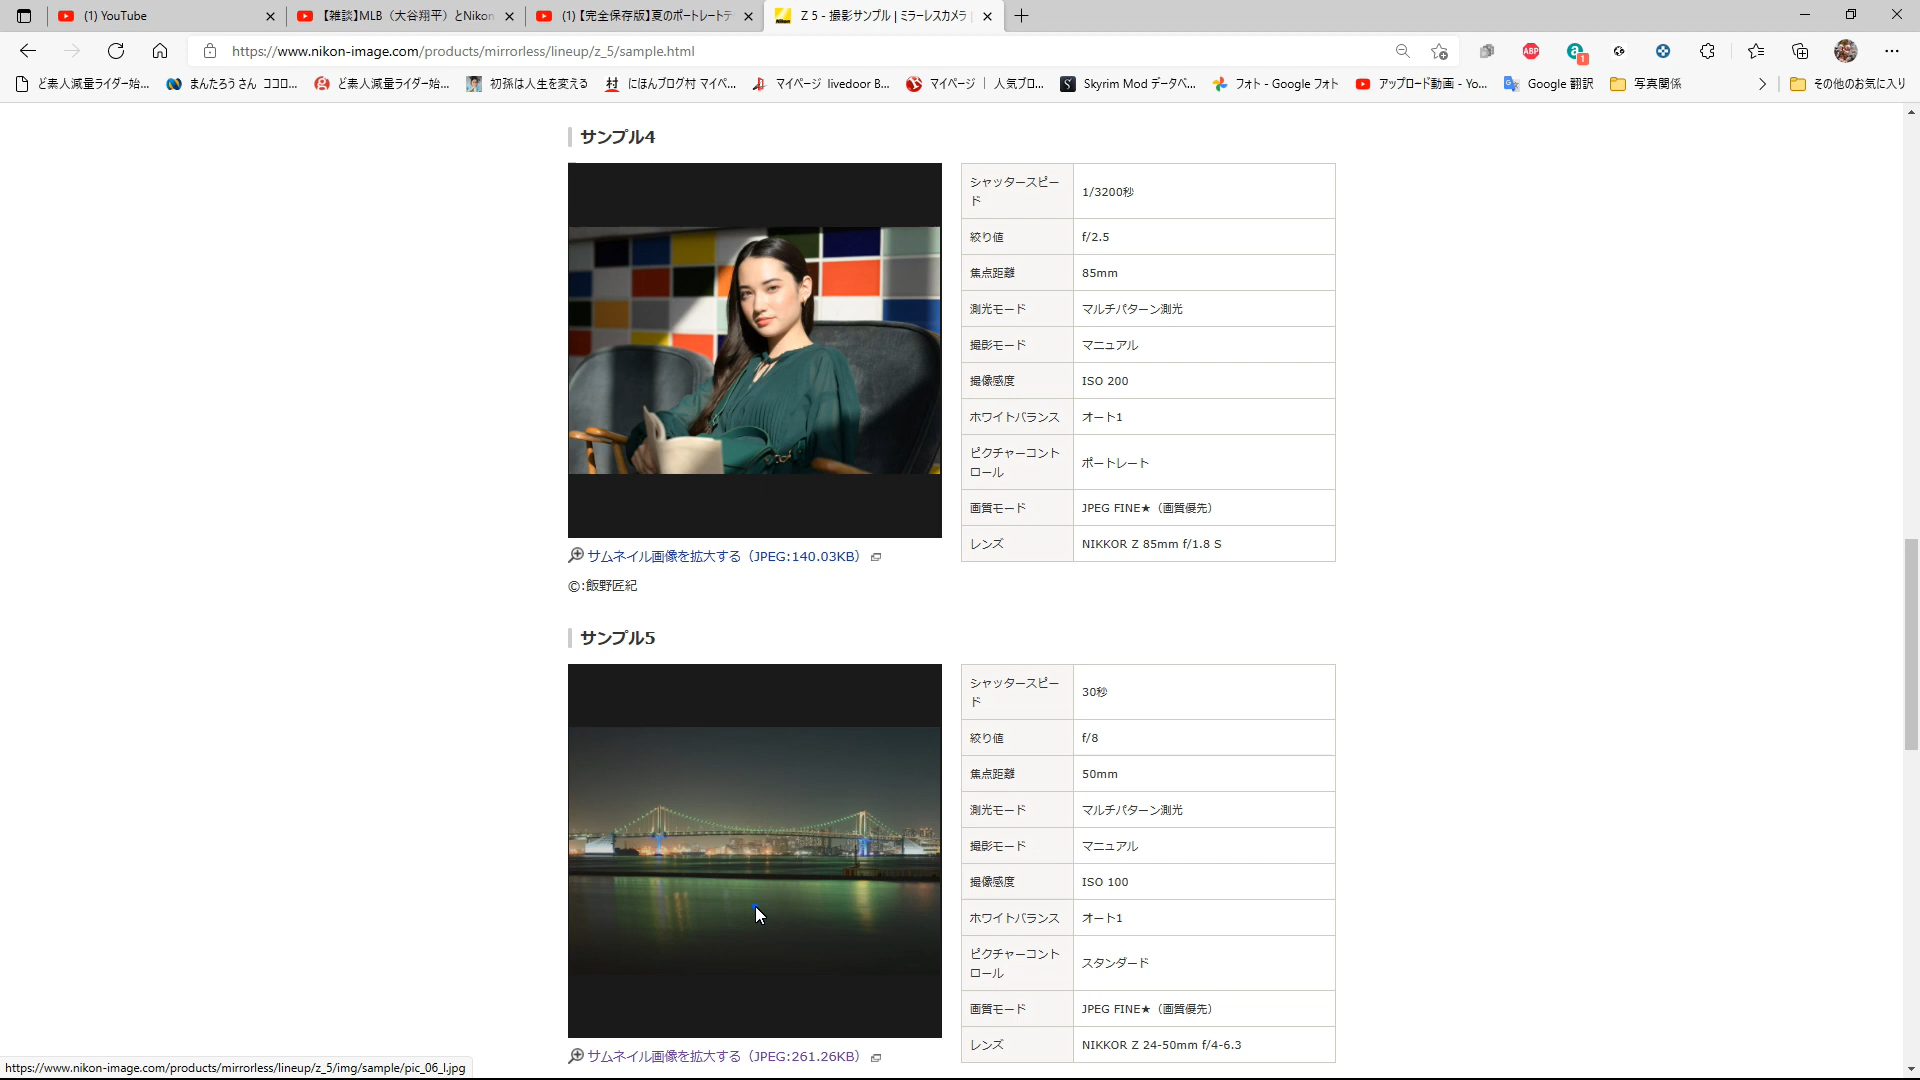 (1) YouTube
【雑談】MLB（大谷翔平）とNikon
(1)【完全保存版】夏のポートレートテ
Z 5 - 撮影サンプル | ミラーレスカメラ |
https://www.nikon-image.com/products/mirrorless/lineup/z_5/sample.html
ABP
1
ど素人減量ライダー始...
まんたろうさん ココロ...
ど素人減量ライダー始...
初孫は人生を変える
村 にほんブログ村 マイペ...
マイページ livedoor B...
マイページ | 人気ブロ...
Skyrim Mod データベ...
フォト - Google フォト
アップロード動画 - Yo...
Google 翻訳
写真関係
その他のお気に入り
サンプル4
シャッタースピー
ド
1/3200秒
絞り値 f/2.5
焦点距離 85mm
測光モード マルチパターン測光
撮影モード マニュアル
撮像感度 ISO 200
ホワイトバランス オート1
ピクチャーコント
ロール
ポートレート
画質モード JPEG FINE★（画質優先）
レンズ NIKKOR Z 85mm f/1.8 S
サムネイル画像を拡大する（JPEG:140.03KB）
©:飯野匠紀
サンプル5
シャッタースピー
ド
30秒
絞り値 f/8
焦点距離 50mm
測光モード マルチパターン測光
撮影モード マニュアル
撮像感度 ISO 100
ホワイトバランス オート1
ピクチャーコント
ロール
スタンダード
画質モード JPEG FINE★（画質優先）
レンズ NIKKOR Z 24-50mm f/4-6.3
サムネイル画像を拡大する（JPEG:261.26KB）
https://www.nikon-image.com/products/mirrorless/lineup/z_5/img/sample/pic_06_l.jpg